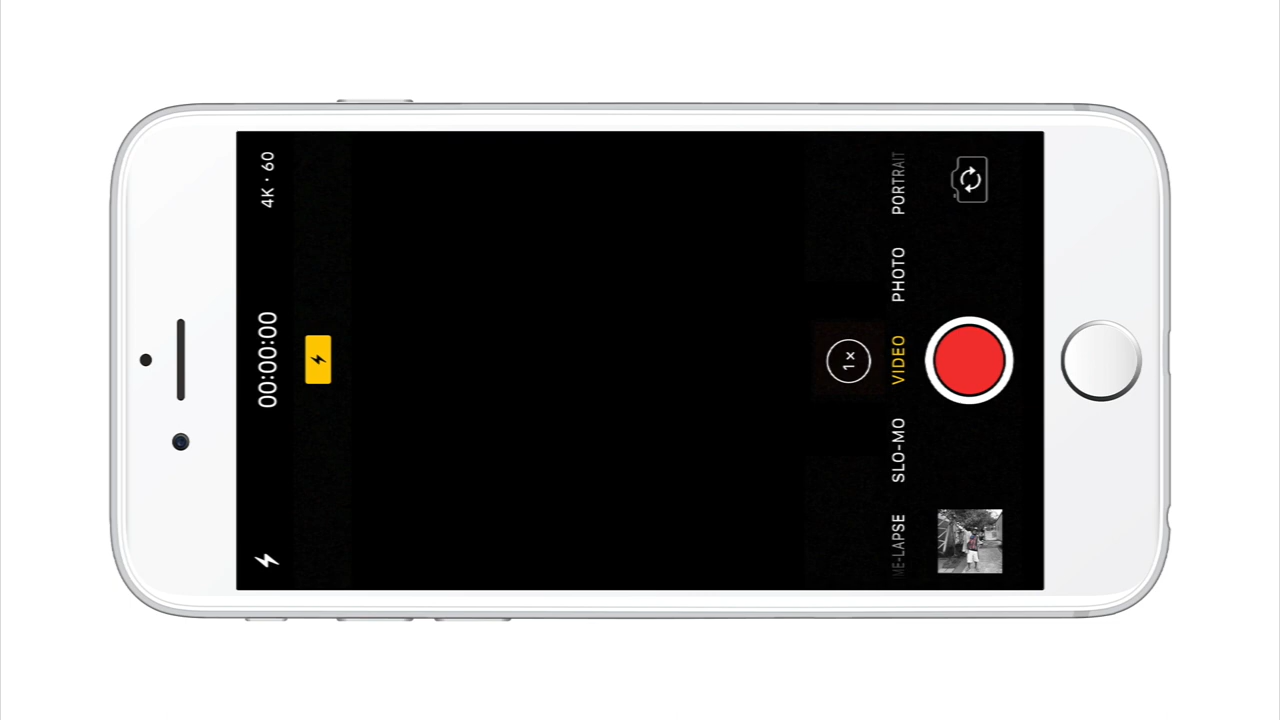 4K · 60
00:00:00
1×
PORTRAIT
PHOTO
VIDEO
SLO-MO
ME-LAPSE